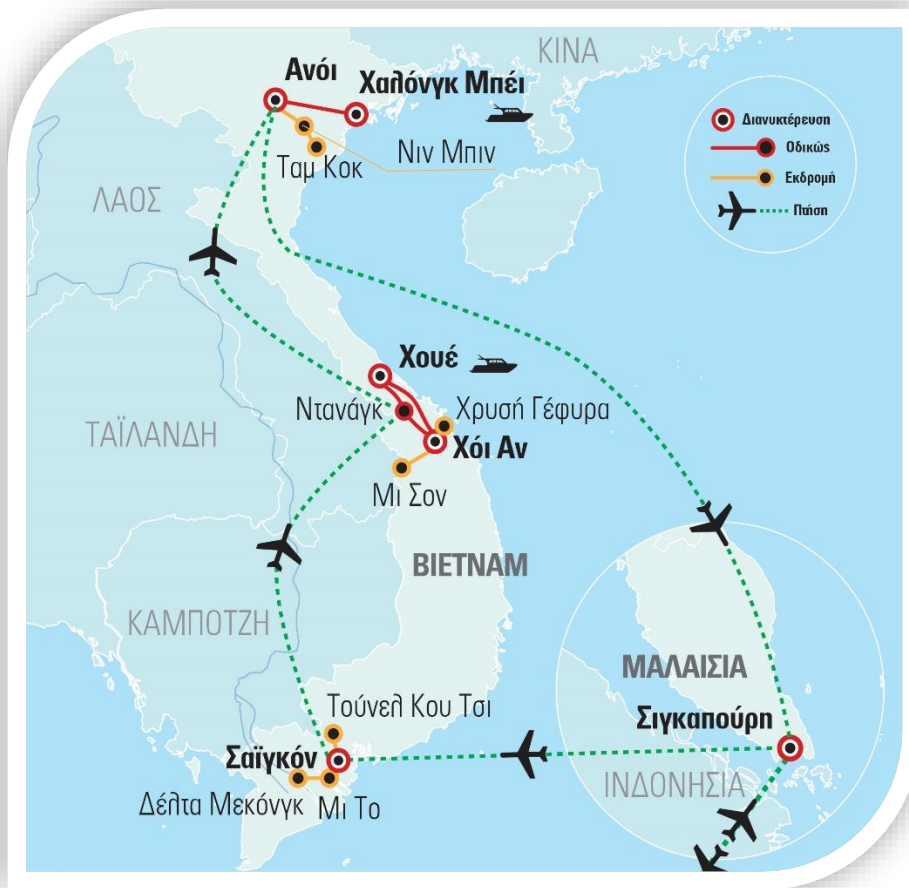 ΚΙΝΑ
Ανόι
Χαλόνγκ Μπέι
Διανυκτέρευση
Οδικώς
Εκδρομή
Πτήση
Νιν Μπιν
Ταμ Κοκ
ΛΑΟΣ
Χουέ
Ντανάγκ
Χρυσή Γέφυρα
ΤΑΪΛΑΝΔΗ
Χόι Αν
Μι Σον
ΒΙΕΤΝΑΜ
ΚΑΜΠΟΤΖΗ
ΜΑΛΑΙΣΙΑ
Τούνελ Κου Τσι
Σιγκαπούρη
Σαϊγκόν
ΙΝΔΟΝΗΣΙΑ
Δέλτα Μεκόνγκ
Μι Το